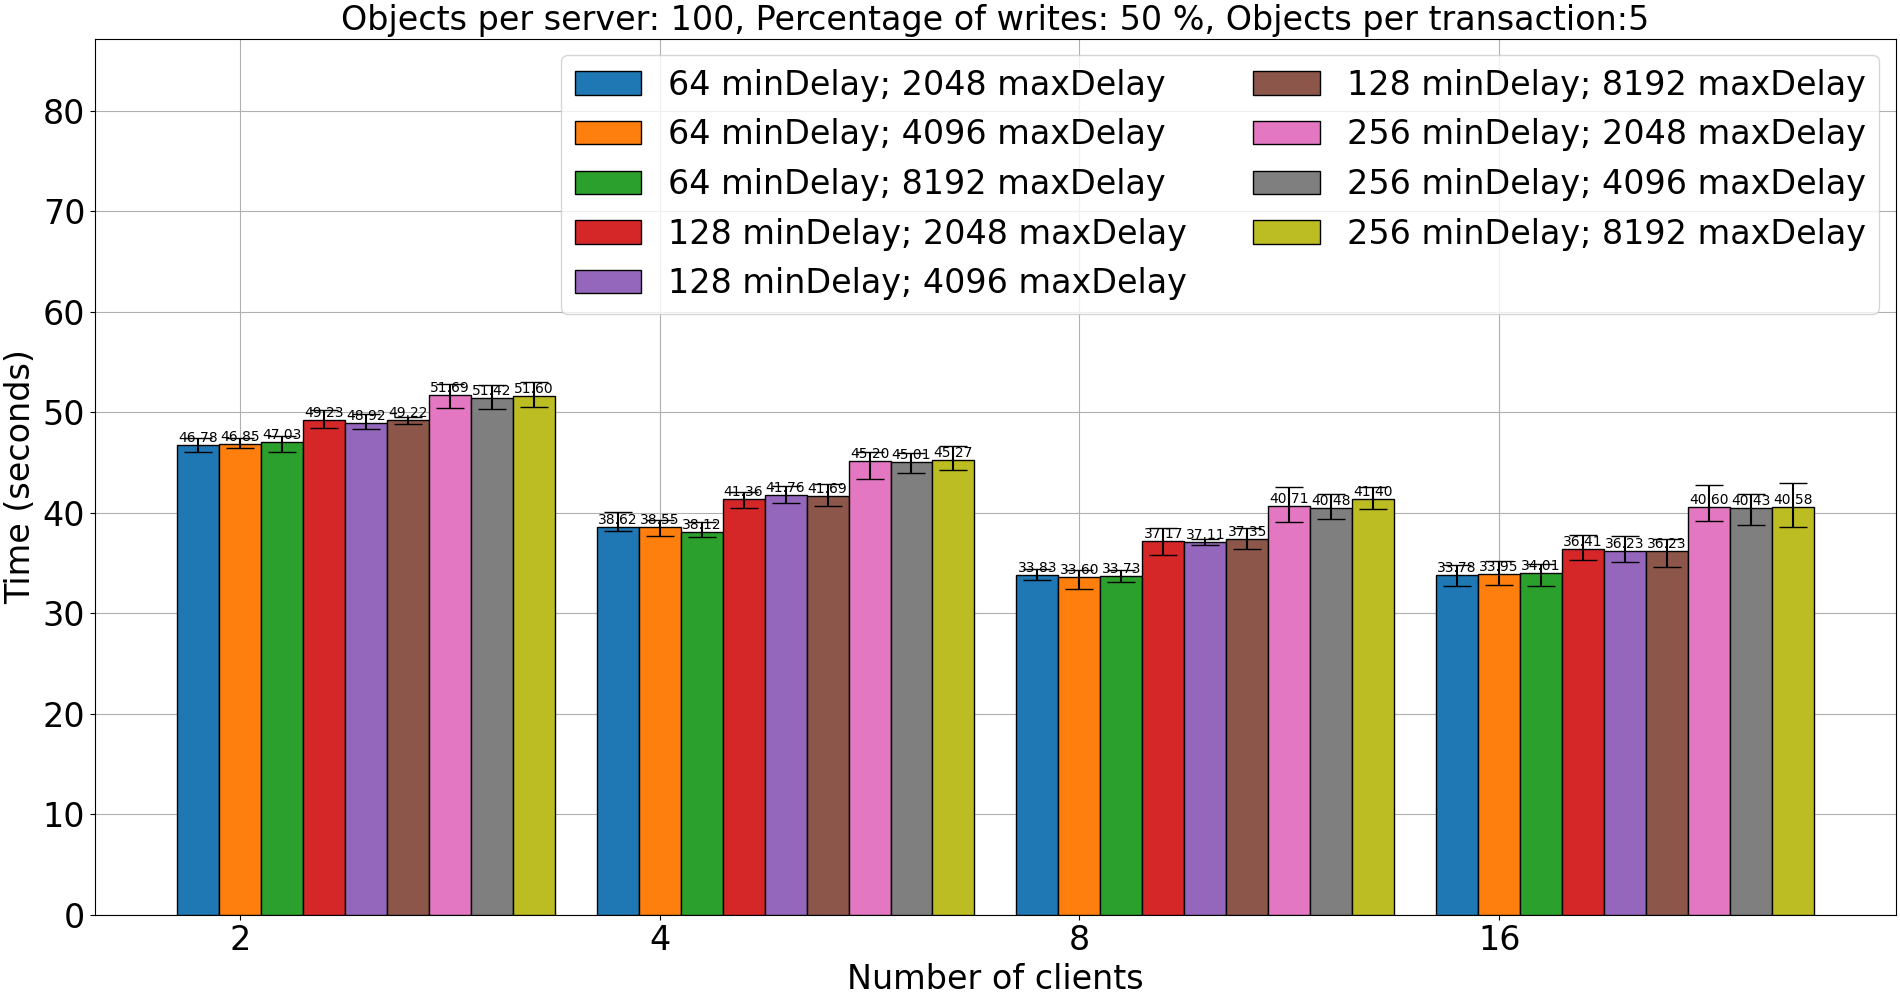 Objects per server: 100, Percentage of writes: 50 %, Objects per transaction:5
64 minDelay; 2048 maxDelay
64 minDelay; 4096 maxDelay
64 minDelay; 8192 maxDelay
128 minDelay; 2048 maxDelay
128 minDelay; 4096 maxDelay
128 minDelay; 8192 maxDelay
256 minDelay; 2048 maxDelay
256 minDelay; 4096 maxDelay
256 minDelay; 8192 maxDelay
Time (seconds)
80
70
60
50
40
30
20
10
0
46.78 46.85 47.03 49.23 48.92 49.22 51.69 51.42 51.60
38.62 38.55 38.12 41.36 41.76 41.69 45.20 45.01 45.27
33.83 33.60 33.73 37.17 37.11 37.35 40.71 40.48 41.40
33.78 33.95 34.01 36.41 36.23 36.23 40.60 40.43 40.58
2 4 8 16
Number of clients